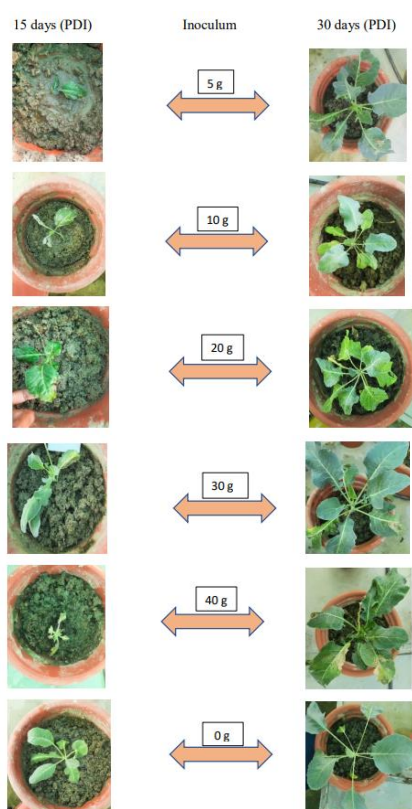 15 days (PDI) Inoculum 30 days (PDI)
5 g
10 g
20 g
30 g
40 g
0 g